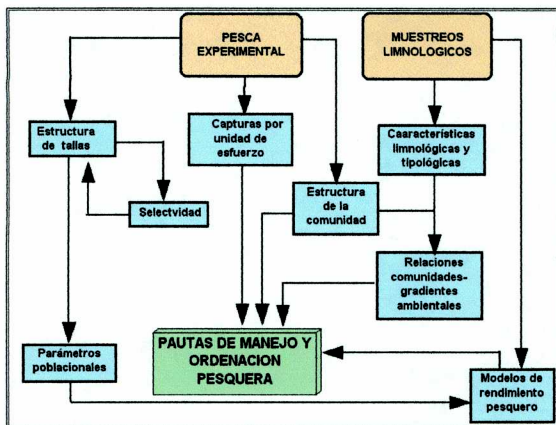 PESCA
EXPERIMENTAL
MUESTREOS
LIMNOLOGICOS
Estructura
de tallas
Capturas por
unidad de
esfuerzo
Caaracterísticas
limnológicas y
tipológicas
Selectvidad
Estructura
de la
comunidad
Relaciones
comunidades-
gradientes
ambientales
PAUTAS DE MANEJO Y
ORDENACION
PESQUERA
Parámetros
poblacionales
Modelos de
rendimiento
pesquero